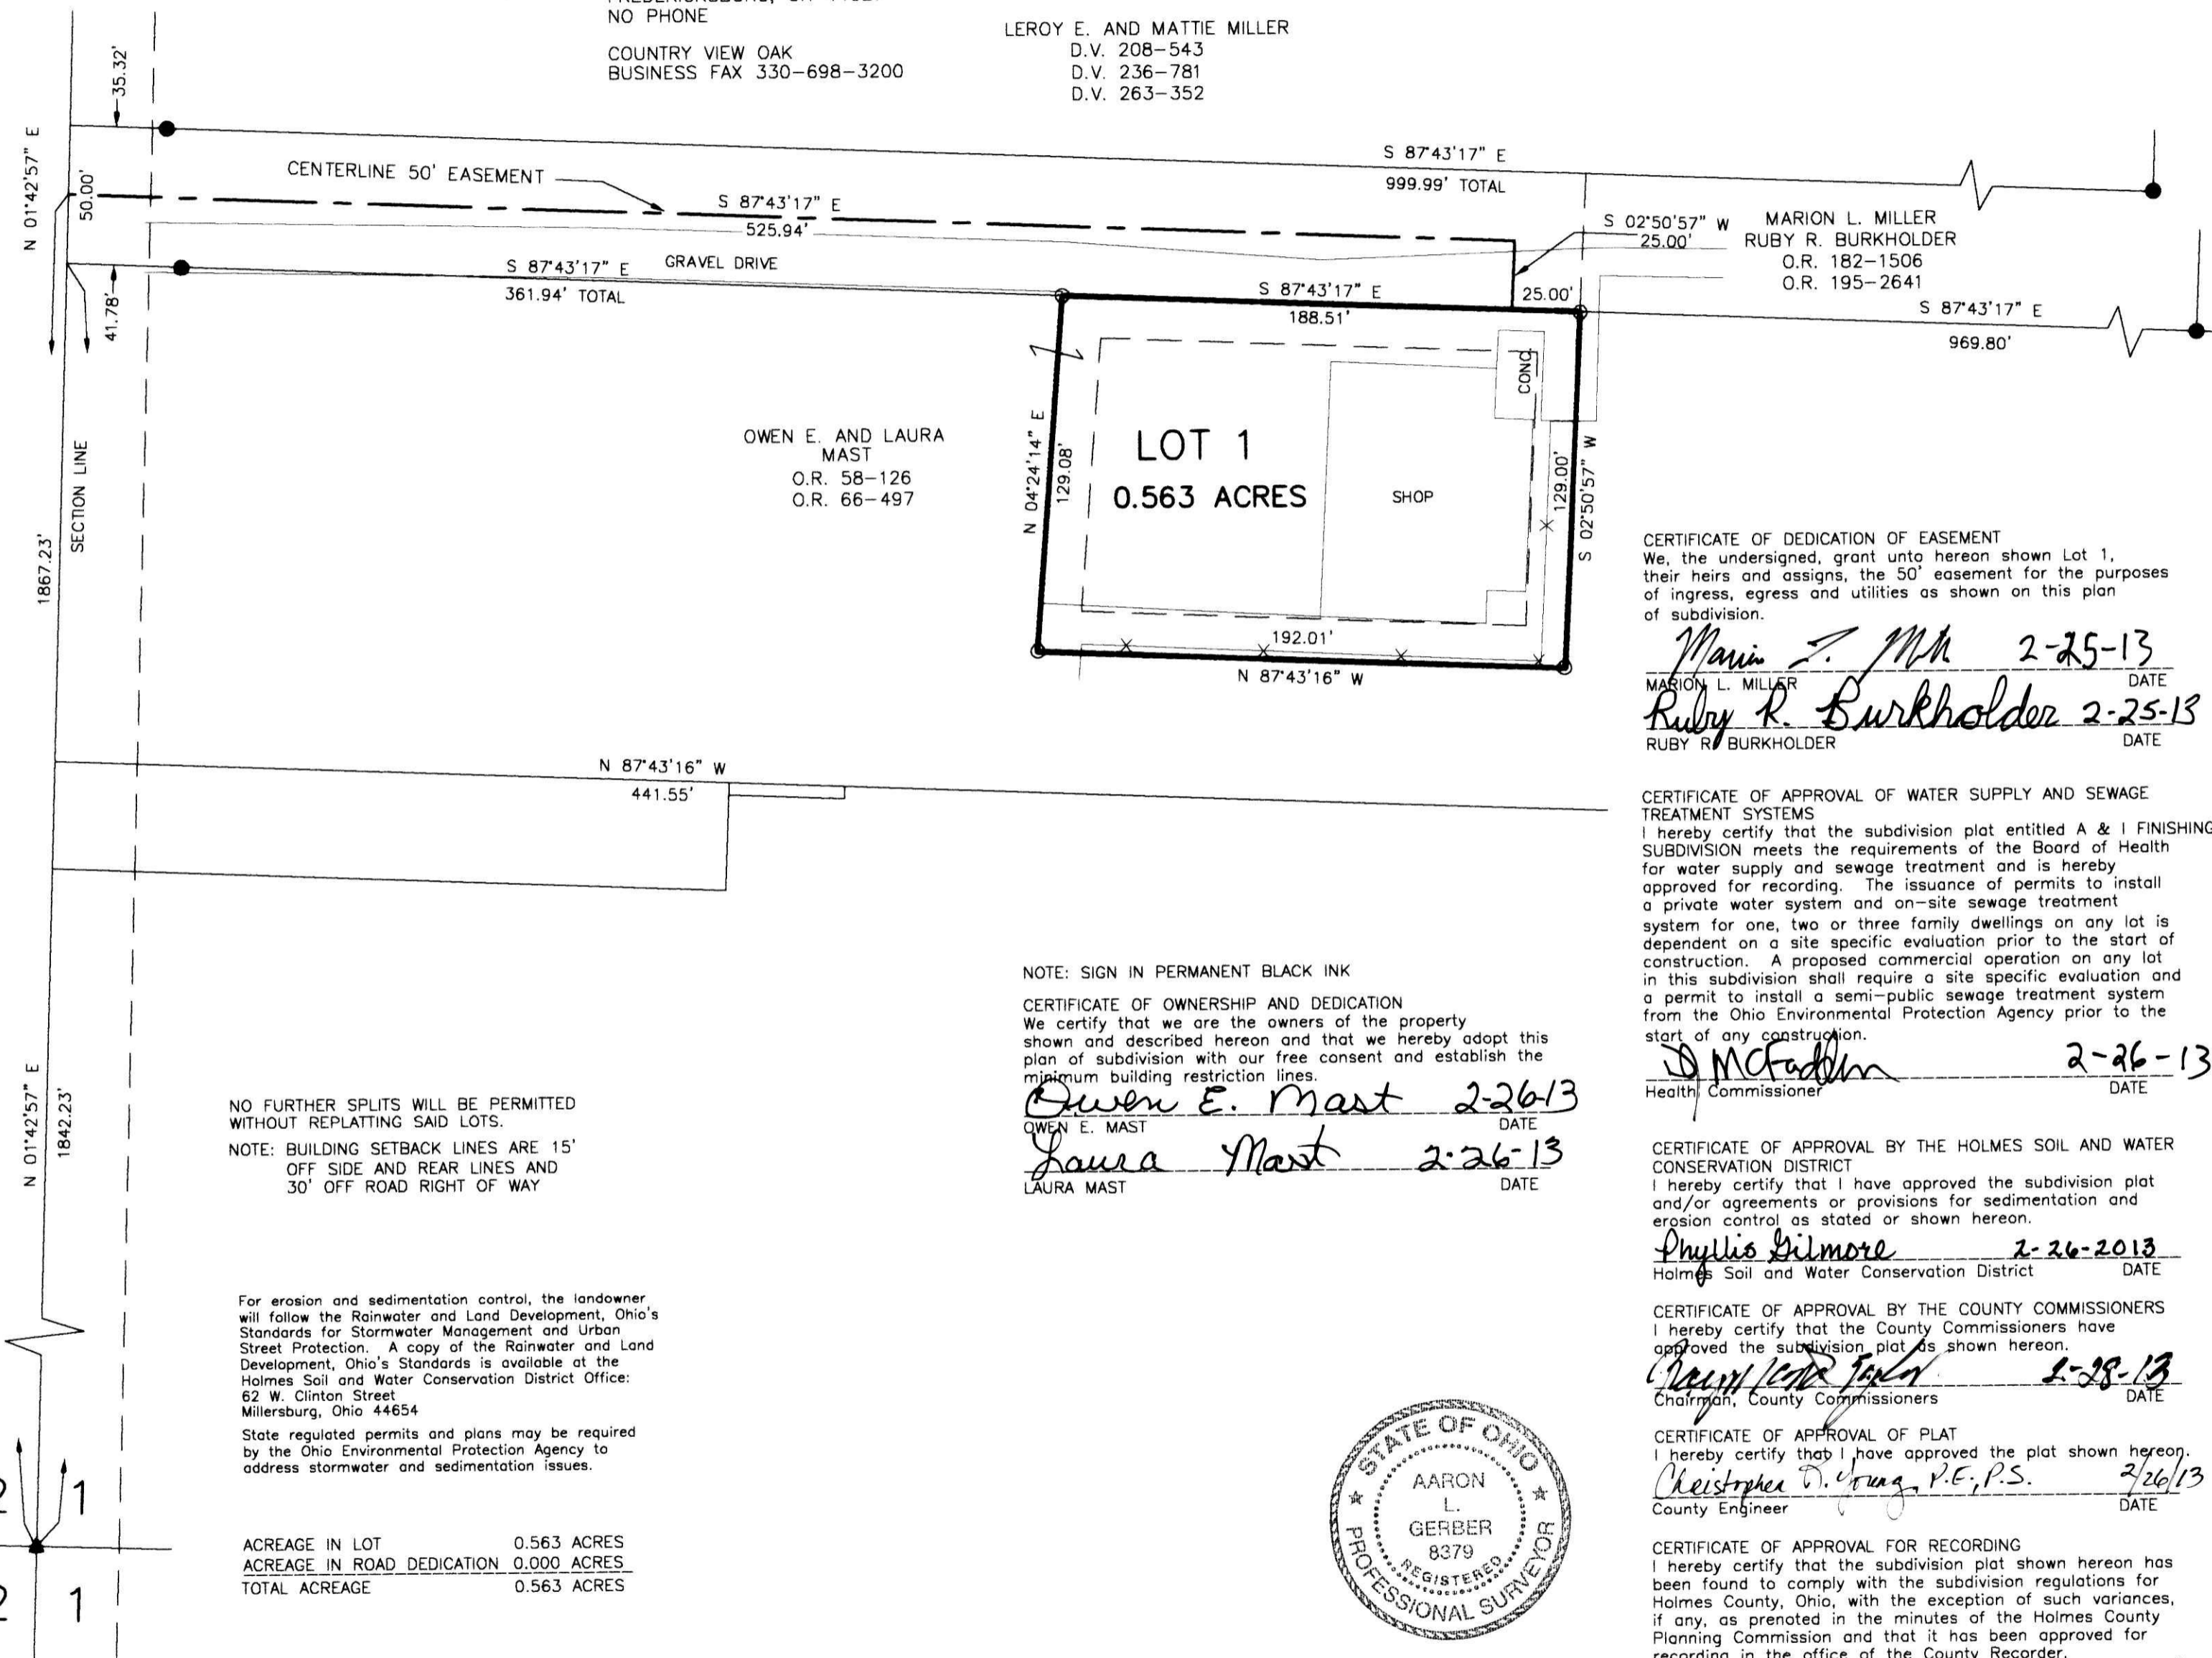 NO PHONE
COUNTRY VIEW OAK
BUSINESS FAX 330-698-3200
LEROY E. AND MATTIE MILLER
D.V. 208-543
D.V. 236-781
D.V. 263-352
35.32'
N 01°42'57" E
50.00'
CENTERLINE 50' EASEMENT
S 87°43'17" E
999.99' TOTAL
S 87°43'17" E
525.94'
S 02°50'57" W
25.00'
MARION L. MILLER
RUBY R. BURKHOLDER
O.R. 182-1506
O.R. 195-2641
41.78'
S 87°43'17" E
GRAVEL DRIVE
361.94' TOTAL
S 87°43'17" E
188.51'
25.00'
S 87°43'17" E
969.80'
SECTION LINE
1867.23'
OWEN E. AND LAURA
MAST
O.R. 58-126
O.R. 66-497
N 04°24'14" E
129.08'
LOT 1
0.563 ACRES
CONC.
SHOP
129.00'
S 02°50'57" W
192.01'
N 87°43'16" W
N 87°43'16" W
441.55'
CERTIFICATE OF DEDICATION OF EASEMENT
We, the undersigned, grant unto hereon shown Lot 1,
their heirs and assigns, the 50' easement for the purposes
of ingress, egress and utilities as shown on this plan
of subdivision.
2-25-13
MARION L. MILLER DATE
Ruby R. Burkholder 2-25-13
RUBY R. BURKHOLDER DATE
CERTIFICATE OF APPROVAL OF WATER SUPPLY AND SEWAGE
TREATMENT SYSTEMS
I hereby certify that the subdivision plat entitled A & I FINISHING
SUBDIVISION meets the requirements of the Board of Health
for water supply and sewage treatment and is hereby
approved for recording. The issuance of permits to install
a private water system and on-site sewage treatment
system for one, two or three family dwellings on any lot is
dependent on a site specific evaluation prior to the start of
construction. A proposed commercial operation on any lot
in this subdivision shall require a site specific evaluation and
a permit to install a semi-public sewage treatment system
from the Ohio Environmental Protection Agency prior to the
start of any construction.
McFadden 2-26-13
Health Commissioner DATE
CERTIFICATE OF APPROVAL BY THE HOLMES SOIL AND WATER
CONSERVATION DISTRICT
I hereby certify that I have approved the subdivision plat
and/or agreements or provisions for sedimentation and
erosion control as stated or shown hereon.
Phyllis Gilmore 2-26-2013
Holmes Soil and Water Conservation District DATE
CERTIFICATE OF APPROVAL BY THE COUNTY COMMISSIONERS
I hereby certify that the County Commissioners have
approved the subdivision plat as shown hereon.
2-28-13
Chairman, County Commissioners DATE
CERTIFICATE OF APPROVAL OF PLAT
I hereby certify that I have approved the plat shown hereon.
Christopher R. Young, P.E., P.S. 2/26/13
County Engineer DATE
CERTIFICATE OF APPROVAL FOR RECORDING
I hereby certify that the subdivision plat shown hereon has
been found to comply with the subdivision regulations for
Holmes County, Ohio, with the exception of such variances,
if any, as prenoted in the minutes of the Holmes County
Planning Commission and that it has been approved for
recording in the office of the County Recorder.
NOTE: SIGN IN PERMANENT BLACK INK
CERTIFICATE OF OWNERSHIP AND DEDICATION
We certify that we are the owners of the property
shown and described hereon and that we hereby adopt this
plan of subdivision with our free consent and establish the
minimum building restriction lines.
Owen E. Mast 2-26-13
OWEN E. MAST DATE
Laura Mast 2-26-13
LAURA MAST DATE
N 01°42'57" E
1842.23'
NO FURTHER SPLITS WILL BE PERMITTED
WITHOUT REPLATTING SAID LOTS.
NOTE: BUILDING SETBACK LINES ARE 15'
OFF SIDE AND REAR LINES AND
30' OFF ROAD RIGHT OF WAY
For erosion and sedimentation control, the landowner
will follow the Rainwater and Land Development, Ohio's
Standards for Stormwater Management and Urban
Street Protection. A copy of the Rainwater and Land
Development, Ohio's Standards is available at the
Holmes Soil and Water Conservation District Office:
62 W. Clinton Street
Millersburg, Ohio 44654
State regulated permits and plans may be required
by the Ohio Environmental Protection Agency to
address stormwater and sedimentation issues.
2 1
2 1
ACREAGE IN LOT 0.563 ACRES
ACREAGE IN ROAD DEDICATION 0.000 ACRES
TOTAL ACREAGE 0.563 ACRES
STATE OF OHIO
AARON
L.
GERBER
8379
REGISTERED
PROFESSIONAL SURVEYOR